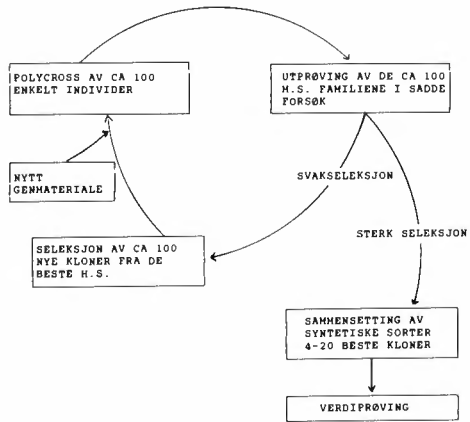 POLYCROSS AV CA 100
ENKELT INDIVIDER
UTPRØVING AV DE CA 100
H.S. FAMILIENE I SADDE
FORSØK
NYTT
GENMATERIALE
SVAKSELEKSJON
STERK SELEKSJON
SELEKSJON AV CA 100
NYE KLONER FRA DE
BESTE H.S.
SAMMENSETTING AV
SYNTETISKE SORTER
4-20 BESTE KLONER
VERDIPRØVING